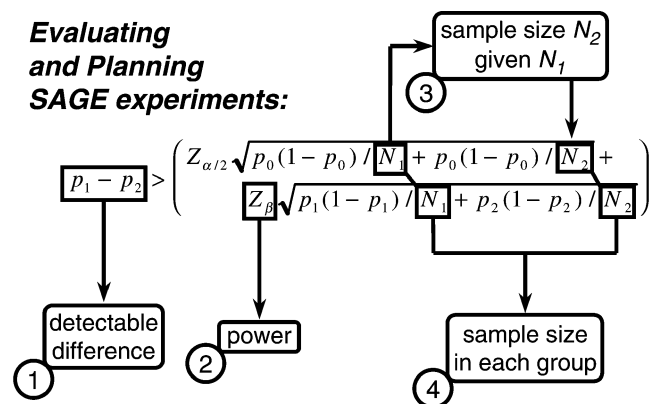 Evaluating
and Planning
SAGE experiments:
sample size N₂
given N₁
3
p₁ − p₂ > ( Z_α/2 √p₀(1− p₀)/N₁ + p₀(1− p₀)/N₂ +
Z_β √p₁(1− p₁)/N₁ + p₂(1− p₂)/N₂ )
detectable
difference
1
power
2
sample size
in each group
4